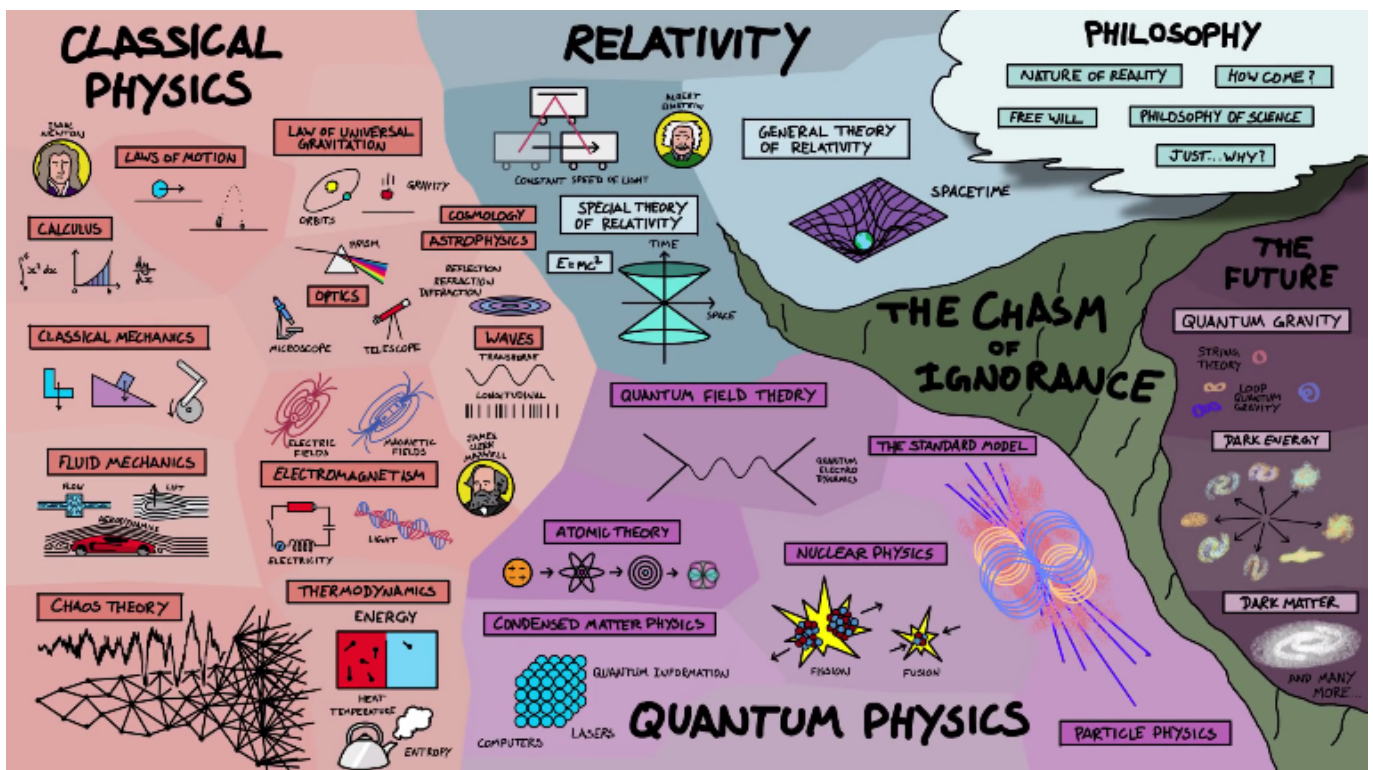 CLASSICAL
PHYSICS
ISAAC
NEWTON
LAWS OF MOTION
LAW OF UNIVERSAL
GRAVITATION
ORBITS
GRAVITY
CALCULUS
x² dx
a
b
dy
dx
PRISM
OPTICS
MICROSCOPE
TELESCOPE
COSMOLOGY
ASTROPHYSICS
REFLECTION
REFRACTION
DIFFRACTION
WAVES
TRANSVERSE
LONGITUDINAL
CLASSICAL MECHANICS
ELECTRIC
FIELDS
MAGNETIC
FIELDS
ELECTROMAGNETISM
ELECTRICITY
LIGHT
JAMES
CLERK
MAXWELL
FLUID MECHANICS
FLOW
LIFT
AERODYNAMICS
CHAOS THEORY
THERMODYNAMICS
ENERGY
HEAT
TEMPERATURE
ENTROPY
RELATIVITY
CONSTANT SPEED OF LIGHT
ALBERT
EINSTEIN
SPECIAL THEORY
OF RELATIVITY
E=mc²
TIME
SPACE
GENERAL THEORY
OF RELATIVITY
SPACETIME
PHILOSOPHY
NATURE OF REALITY
HOW COME?
FREE WILL
PHILOSOPHY OF SCIENCE
JUST...WHY?
THE CHASM
OF
IGNORANCE
THE
FUTURE
QUANTUM GRAVITY
STRING
THEORY
LOOP
QUANTUM
GRAVITY
DARK ENERGY
DARK MATTER
AND MANY
MORE...
QUANTUM FIELD THEORY
QUANTUM
ELECTRO
DYNAMICS
THE STANDARD MODEL
ATOMIC THEORY
NUCLEAR PHYSICS
FISSION
FUSION
CONDENSED MATTER PHYSICS
QUANTUM INFORMATION
LASERS
COMPUTERS
QUANTUM PHYSICS
PARTICLE PHYSICS